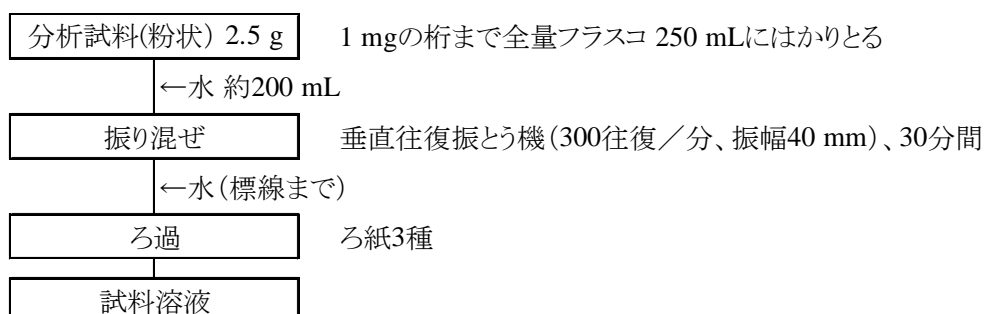 分析試料(粉状) 2.5 g　1 mgの桁まで全量フラスコ 250 mLにはかりとる
←水 約200 mL
振り混ぜ　垂直往復振とう機(300往復／分、振幅40 mm)、30分間
←水(標線まで)
ろ過　ろ紙3種
試料溶液